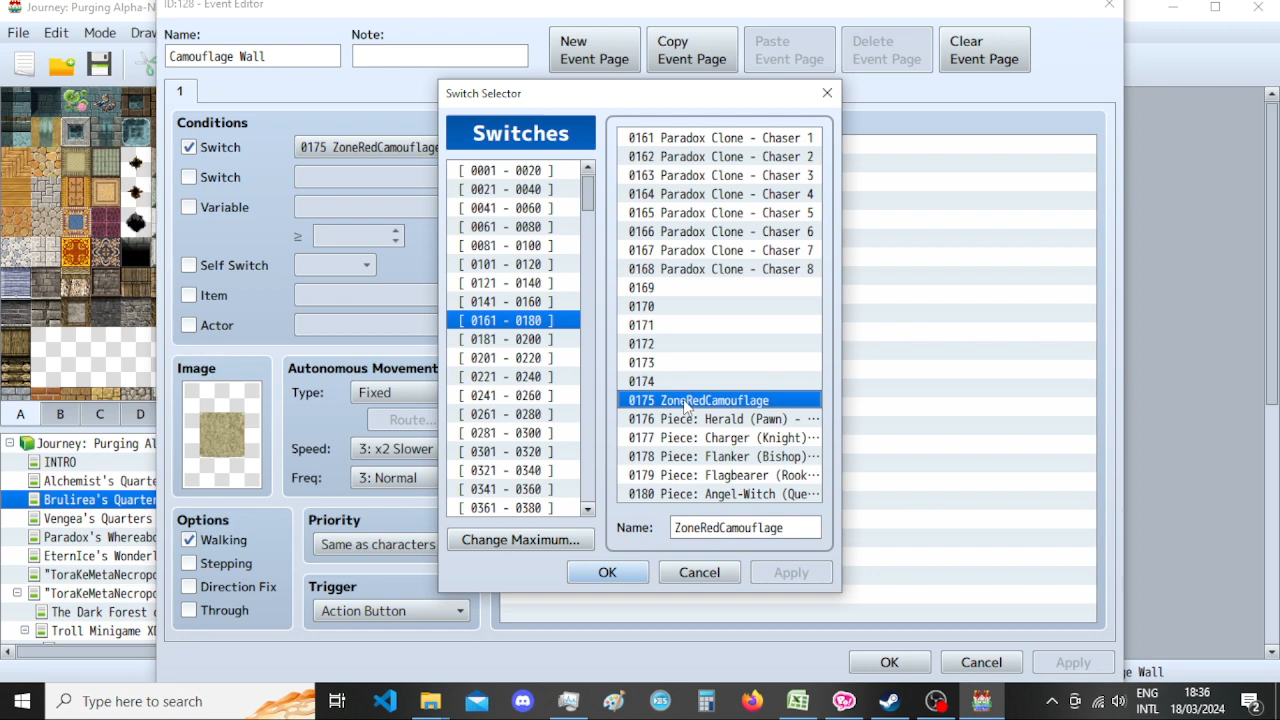 Journey: Purging Alpha-N
ID:128 - Event Editor
File Edit Mode Draw
Name:
Note:
Camouflage Wall
New
Event Page
Copy
Event Page
Paste
Event Page
Delete
Event Page
Clear
Event Page
1
Conditions
Switch
0175 ZoneRedCamouflage
Switch
Variable
≥
Self Switch
Item
Actor
Image
Autonomous Movement
Type: Fixed
Route...
Speed: 3: x2 Slower
Freq: 3: Normal
Options
Walking
Stepping
Direction Fix
Through
Priority
Same as characters
Trigger
Action Button
Switch Selector
Switches
[ 0001 - 0020 ]
[ 0021 - 0040 ]
[ 0041 - 0060 ]
[ 0061 - 0080 ]
[ 0081 - 0100 ]
[ 0101 - 0120 ]
[ 0121 - 0140 ]
[ 0141 - 0160 ]
[ 0161 - 0180 ]
[ 0181 - 0200 ]
[ 0201 - 0220 ]
[ 0221 - 0240 ]
[ 0241 - 0260 ]
[ 0261 - 0280 ]
[ 0281 - 0300 ]
[ 0301 - 0320 ]
[ 0321 - 0340 ]
[ 0341 - 0360 ]
[ 0361 - 0380 ]
Change Maximum...
0161 Paradox Clone - Chaser 1
0162 Paradox Clone - Chaser 2
0163 Paradox Clone - Chaser 3
0164 Paradox Clone - Chaser 4
0165 Paradox Clone - Chaser 5
0166 Paradox Clone - Chaser 6
0167 Paradox Clone - Chaser 7
0168 Paradox Clone - Chaser 8
0169
0170
0171
0172
0173
0174
0175 ZoneRedCamouflage
0176 Piece: Herald (Pawn) - ···
0177 Piece: Charger (Knight)···
0178 Piece: Flanker (Bishop)···
0179 Piece: Flagbearer (Rook···
0180 Piece: Angel-Witch (Que···
Name: ZoneRedCamouflage
OK Cancel Apply
OK Cancel Apply
A B C D
Journey: Purging Al
INTRO
Alchemist's Quarte
Brulirea's Quarter
Vengea's Quarters
Paradox's Whereabo
EternIce's Wonderl
"ToraKeMetaNecropo
"ToraKeMetaNecropo
The Dark Forest
Troll Minigame XD
ge Wall
Type here to search
ENG
INTL
18:36
18/03/2024
2